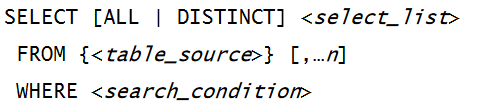 SELECT [ALL | DISTINCT] <select_list>
FROM {<table_source>} [,…n]
WHERE <search_condition>